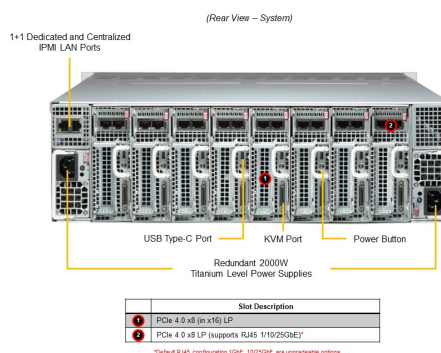 (Rear View – System)
1+1 Dedicated and Centralized
IPMI LAN Ports
2
1
USB Type-C Port
KVM Port
Power Button
Redundant 2000W
Titanium Level Power Supplies
Slot Description
1 PCIe 4.0 x8 (in x16) LP
2 PCIe 4.0 x8 LP (supports RJ45 1/10/25GbE)*
*Default RJ45 configuration 1GbE, 10/25GbE are upgradeable options